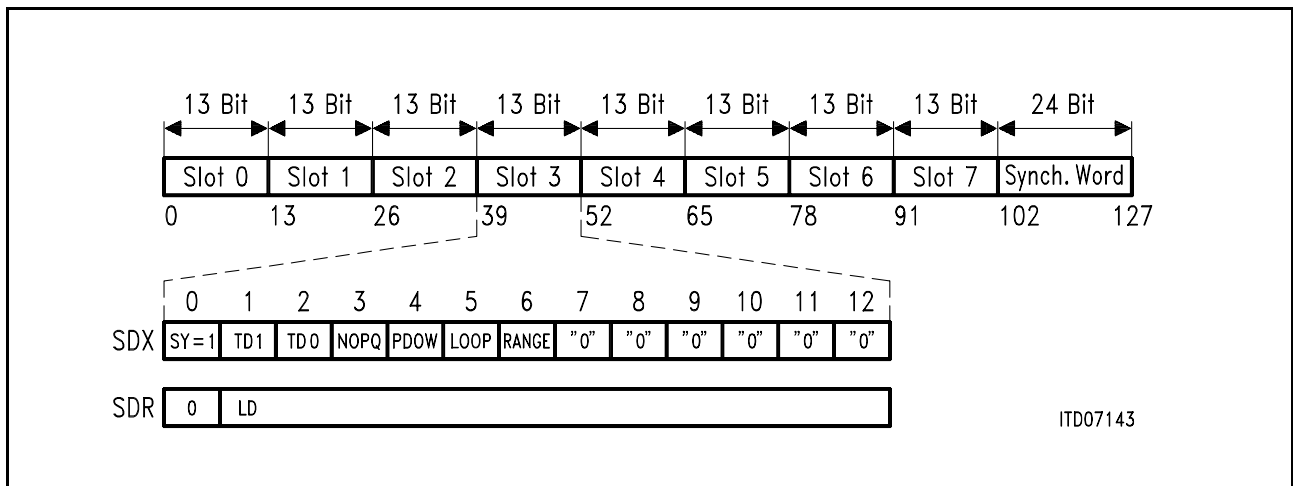 13 Bit 13 Bit 13 Bit 13 Bit 13 Bit 13 Bit 13 Bit 13 Bit 24 Bit
Slot 0 Slot 1 Slot 2 Slot 3 Slot 4 Slot 5 Slot 6 Slot 7 Synch. Word
0 13 26 39 52 65 78 91 102 127
0 1 2 3 4 5 6 7 8 9 10 11 12
SDX SY=1 TD1 TD0 NOPQ PDOW LOOP RANGE "0" "0" "0" "0" "0" "0"
SDR 0 LD
ITD07143